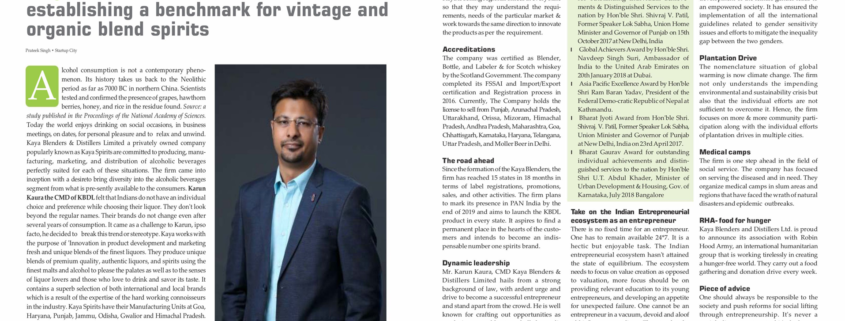 establishing a benchmark for vintage and
organic blend spirits
Prateek Singh • Startup City
Alcohol consumption is not a contemporary pheno-
menon. Its history takes us back to the Neolithic
period as far as 7000 BC in northern China. Scientists
tested and confirmed the presence of grapes, hawthorn
berries, honey, and rice in the residue found. Source: a
study published in the Proceedings of the National Academy of Sciences.
Today the world enjoys drinking on social occasions, in business
meetings, on dates, for personal pleasure and to relax and unwind.
Kaya Blenders & Distillers Limited a privately owned company
popularly known as Kaya Spirits are committed to producing, manu-
facturing, marketing, and distribution of alcoholic beverages
perfectly suited for each of these situations. The firm came into
inception with a desire to bring diversity into the alcoholic beverages
segment from what is pre-sently available to the consumers. Karun
Kaura the CMD of KBDL felt that Indians do not have an individual
choice and preference while choosing their liquor. They don't look
beyond the regular names. Their brands do not change even after
several years of consumption. It came as a challenge to Karun, ipso
facto, he decided to break this trend or stereotype. Kaya works with
the purpose of 'Innovation in product development and marketing
fresh and unique blends of the finest liquors. They produce unique
blends of premium quality, authentic liquors, and spirits using the
finest malts and alcohol to please the palates as well as to the senses
of liquor lovers and those who love to drink and savor its taste. It
contains a superb selection of both international and local brands
which is a result of the expertise of the hard working connoisseurs
in the industry. Kaya Spirits have their Manufacturing Units at Goa,
Haryana, Punjab, Jammu, Odisha, Gwalior and Himachal Pradesh.
so that they may understand the requi-
rements, needs of the particular market &
work towards the same direction to innovate
the products as per the requirement.
Accreditations
The company was certified as Blender,
Bottle, and Labeler & for Scotch whiskey
by the Scotland Government. The company
completed its FSSAI and Import/Export
certification and Registration process in
2016. Currently, The Company holds the
license to sell from Punjab, Arunachal Pradesh,
Uttarakhand, Orissa, Mizoram, Himachal
Pradesh, Andhra Pradesh, Maharashtra, Goa,
Chhattisgarh, Karnataka, Haryana, Telangana,
Uttar Pradesh, and Moller Beer in Delhi.
The road ahead
Since the formation of the Kaya Blenders, the
firm has reached 15 states in 18 months in
terms of label registrations, promotions,
sales, and other activities. The firm plans
to mark its presence in PAN India by the
end of 2019 and aims to launch the KBDL
product in every state. It aspires to find a
permanent place in the hearts of the custo-
mers and intends to become an indis-
pensable number one spirits brand.
Dynamic leadership
Mr. Karun Kaura, CMD Kaya Blenders &
Distillers Limited hails from a strong
background of law, with ardent urge and
drive to become a successful entrepreneur
and stand apart from the crowd. He is well
known for crafting out opportunities as
ments & Distinguished Services to the
nation by Hon'ble Shri. Shivraj V. Patil,
Former Speaker Lok Sabha, Union Home
Minister and Governor of Punjab on 15th
October 2017 at New Delhi, India
Global Achievers Award by Hon'ble Shri.
Navdeep Singh Suri, Ambassador of
India to the United Arab Emirates on
20th January 2018 at Dubai.
Asia Pacific Excellence Award by Hon'ble
Shri Ram Baran Yadav, President of the
Federal Demo-cratic Republic of Nepal at
Kathmandu.
Bharat Jyoti Award from Hon'ble Shri.
Shivraj. V. Patil, Former Speaker Lok Sabha,
Union Minister and Governor of Punjab
at New Delhi, India on 23rd April 2017.
Bharat Gaurav Award for outstanding
individual achievements and distin-
guished services to the nation by Hon'ble
Shri U.T. Abdul Khader, Minister of
Urban Development & Housing, Gov. of
Karnataka, July 2018 Bangalore
Take on the Indian Entrepreneurial
ecosystem as an entrepreneur
There is no fixed time for an entrepreneur.
One has to remain available 24*7. It is a
hectic but enjoyable task. The Indian
entrepreneurial ecosystem hasn't attained
the state of equilibrium. The ecosystem
needs to focus on value creation as opposed
to valuation, more focus should be on
providing relevant education to its young
entrepreneurs, and developing an appetite
for unexpected failure. One cannot be an
entrepreneur in a vacuum, devoid and aloof
an empowered society. It has ensured the
implementation of all the international
guidelines related to gender sensitivity
issues and efforts to mitigate the inequality
gap between the two genders.
Plantation Drive
The nomenclature situation of global
warming is now climate change. The firm
not only understands the impending
environmental and sustainability crisis but
also that the individual efforts are not
sufficient to overcome it. Hence, the firm
focuses on more & more community parti-
cipation along with the individual efforts
of plantation drives in multiple cities.
Medical camps
The firm is one step ahead in the field of
social service. The company has focused
on serving the diseased and in need. They
organize medical camps in slum areas and
regions that have faced the wrath of natural
disasters and epidemic outbreaks.
RHA- food for hunger
Kaya Blenders and Distillers Ltd. is proud
to announce its association with Robin
Hood Army, an international humanitarian
group that is working tirelessly in creating
a hunger-free world. They carry out a food
gathering and donation drive every week.
Piece of advice
One should always be responsible to the
society and push reforms for social lifting
through entrepreneurship. It's never a